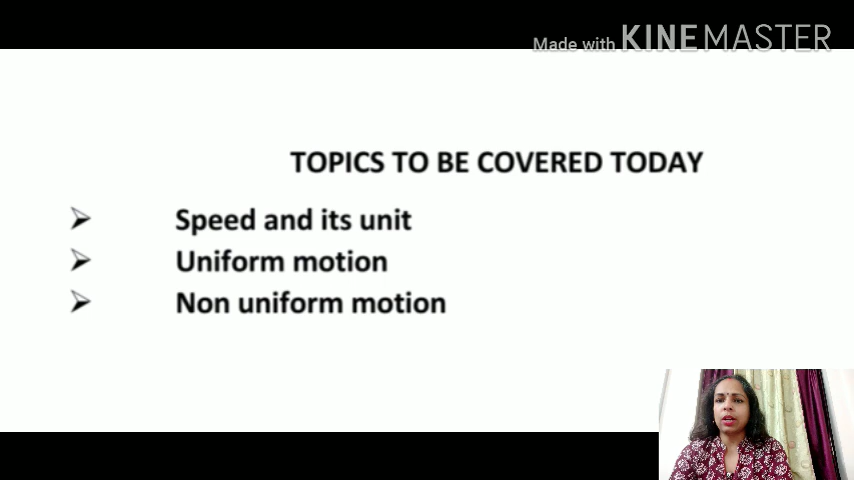 Made with KINEMASTER
TOPICS TO BE COVERED TODAY
➢ Speed and its unit
➢ Uniform motion
➢ Non uniform motion